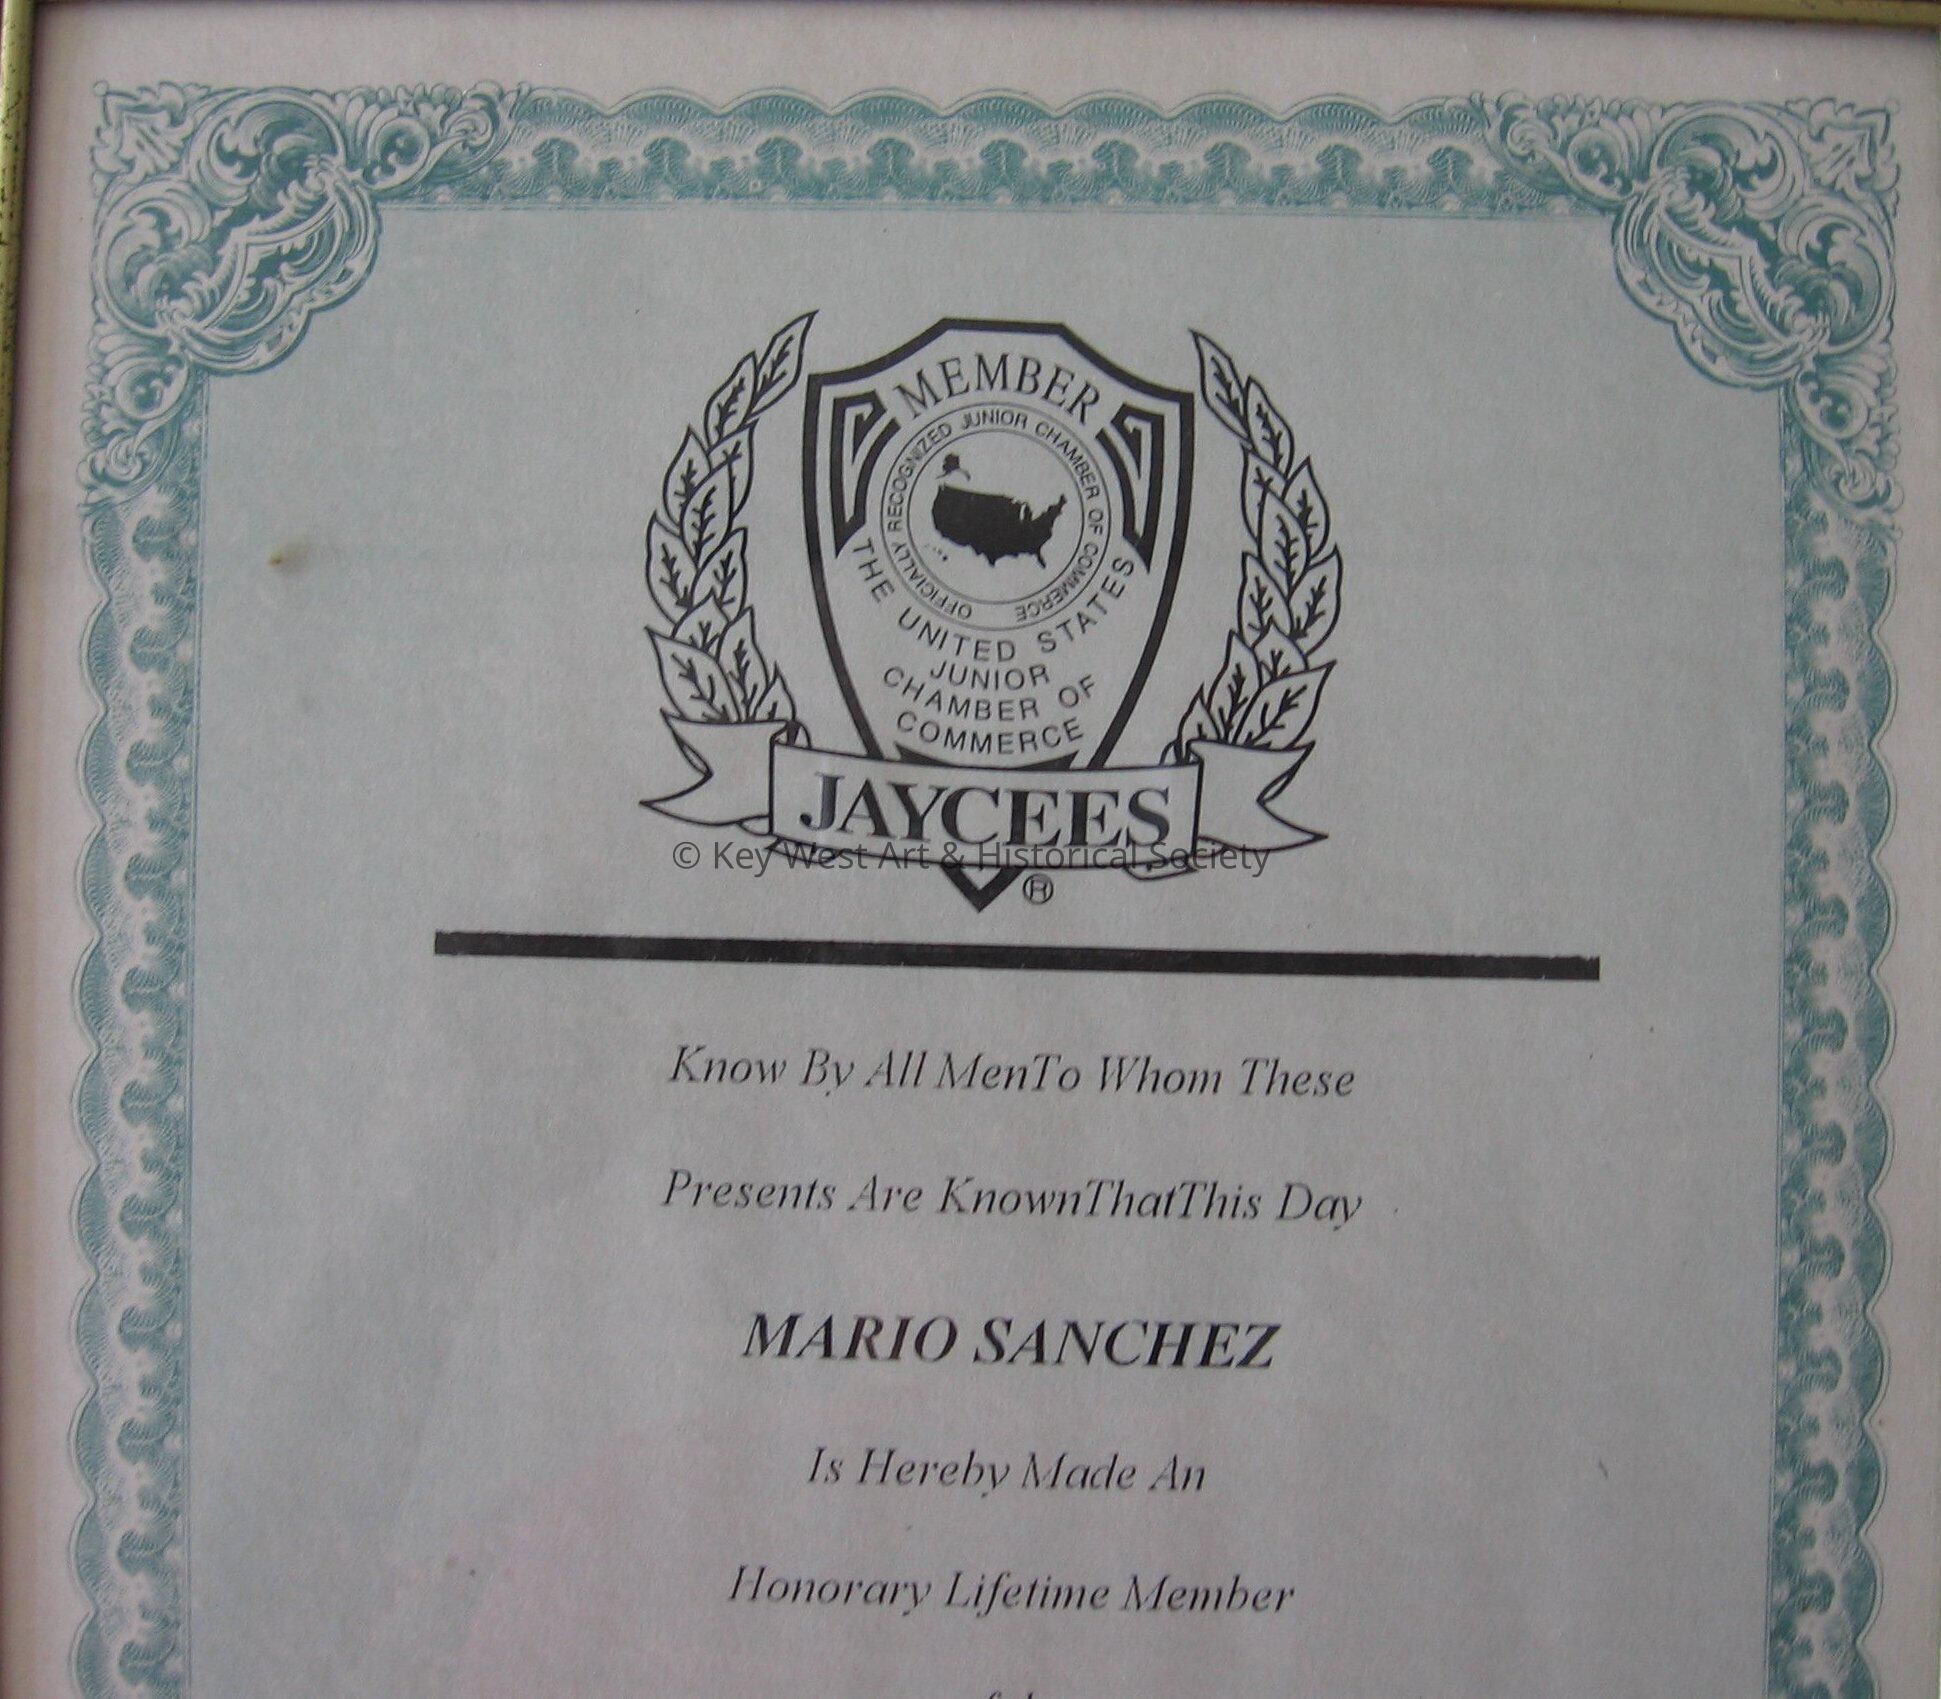 MEMBER
OFFICIALLY RECOGNIZED JUNIOR CHAMBER OF COMMERCE
THE UNITED STATES
JUNIOR
CHAMBER OF
COMMERCE
JAYCEES
®
© Key West Art & Historical Society
Know By All MenTo Whom These
Presents Are KnownThatThis Day
MARIO SANCHEZ
Is Hereby Made An
Honorary Lifetime Member